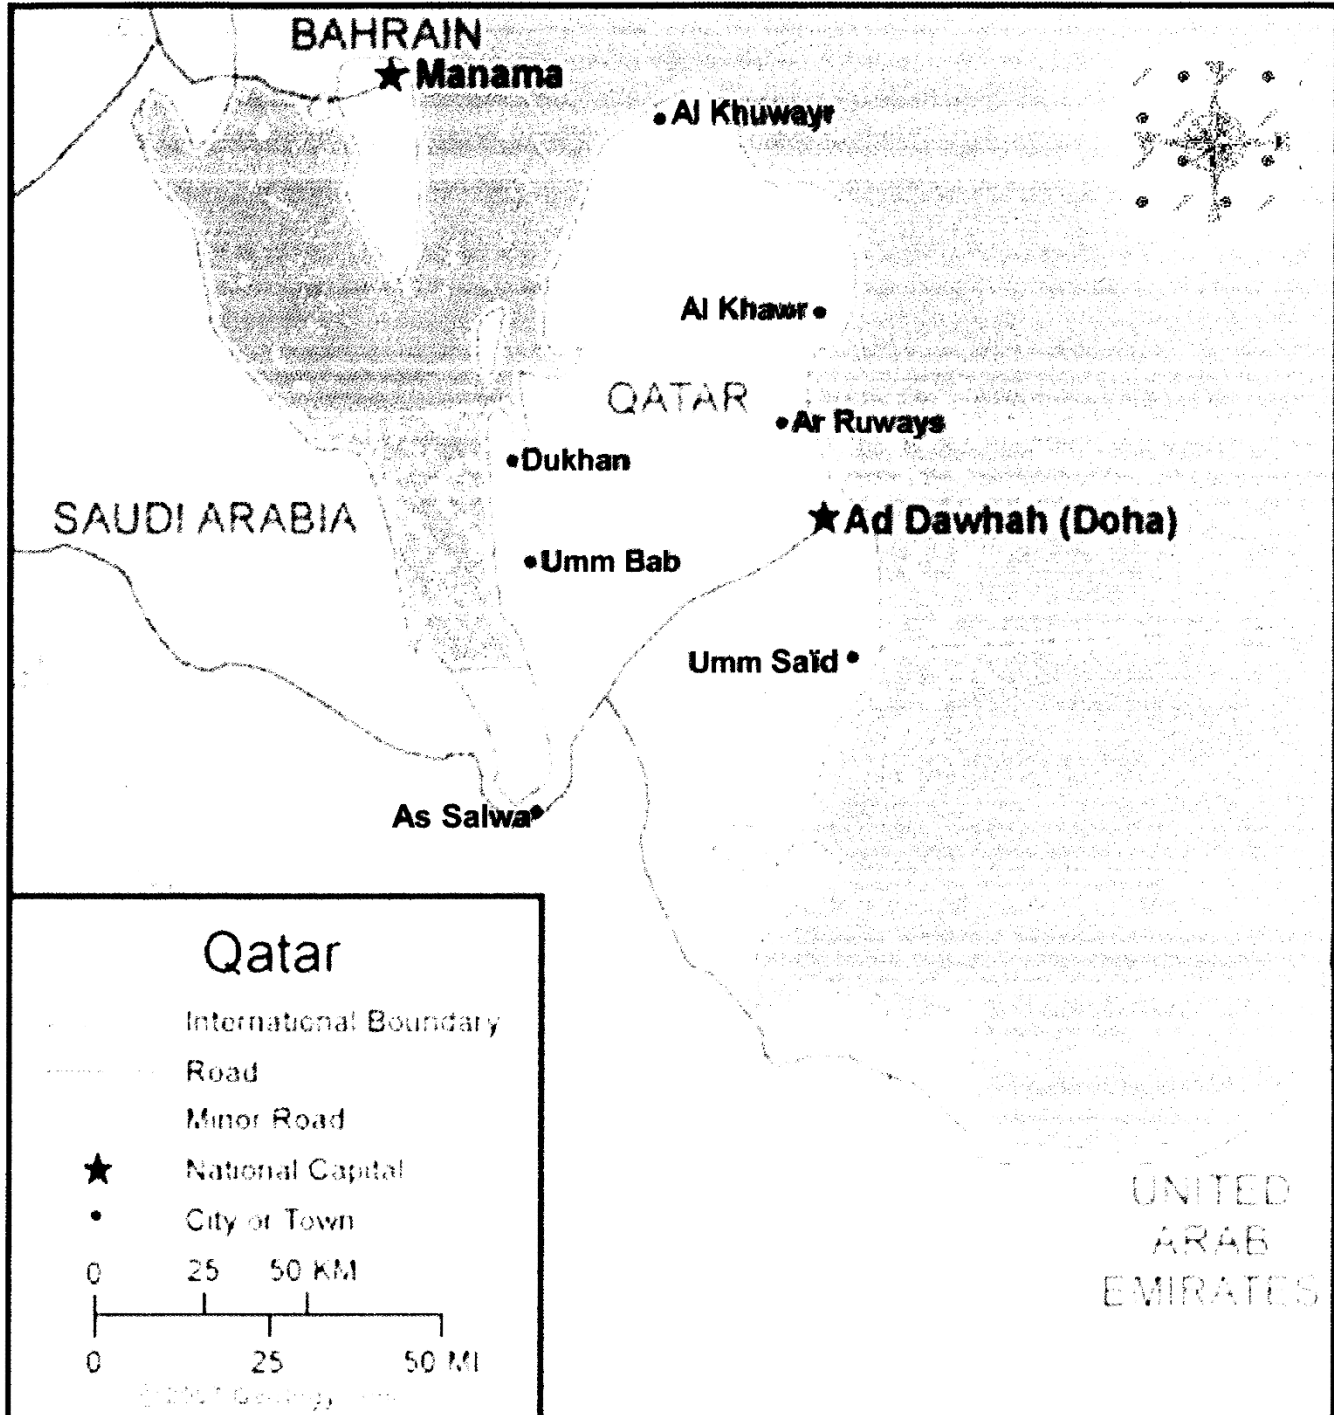 BAHRAIN
Manama
Al Khuwayr
Al Khawr
QATAR
Ar Ruways
Dukhan
SAUDI ARABIA
Ad Dawhah (Doha)
Umm Bab
Umm Saïd
As Salwa
Qatar
International Boundary
Road
Minor Road
National Capital
City or Town
0 25 50 KM
0 25 50 MI
UNITED
ARAB
EMIRATES